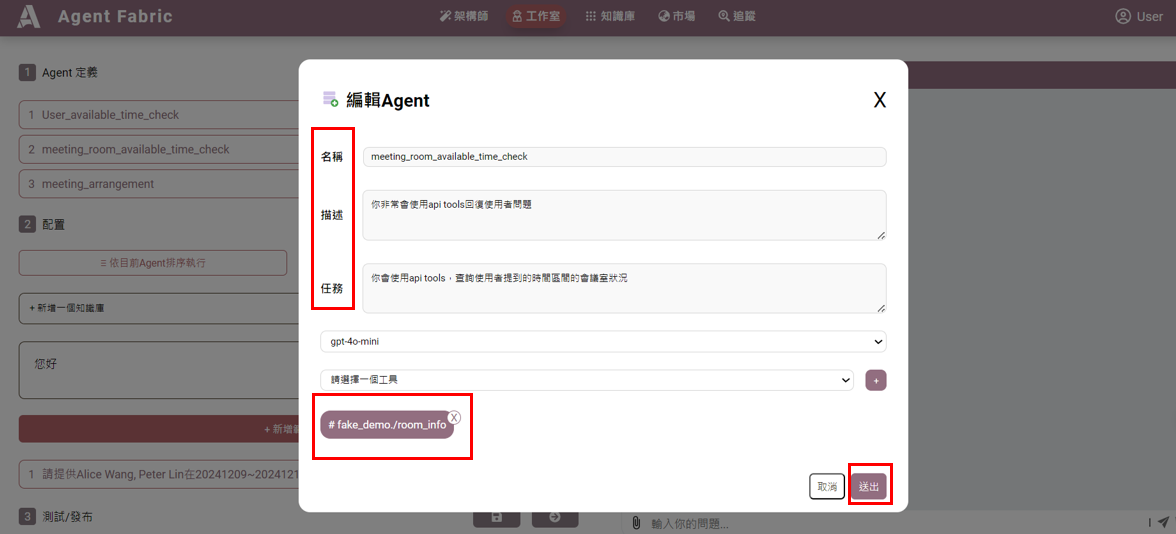 Agent Fabric
架構師
工作室
知識庫
市場
追蹤
User
1 Agent 定義
1 User_available_time_check
2 meeting_room_available_time_check
3 meeting_arrangement
2 配置
依目前Agent排序執行
+ 新增一個知識庫
您好
+ 新增
1 請提供Alice Wang, Peter Lin在20241209~2024121
3 測試/發布
編輯Agent
X
名稱
meeting_room_available_time_check
描述
你非常會使用api tools回復使用者問題
任務
你會使用api tools，查詢使用者提到的時間區間的會議室狀況
gpt-4o-mini
請選擇一個工具
+
# fake_demo./room_info
X
取消
送出
輸入你的問題...